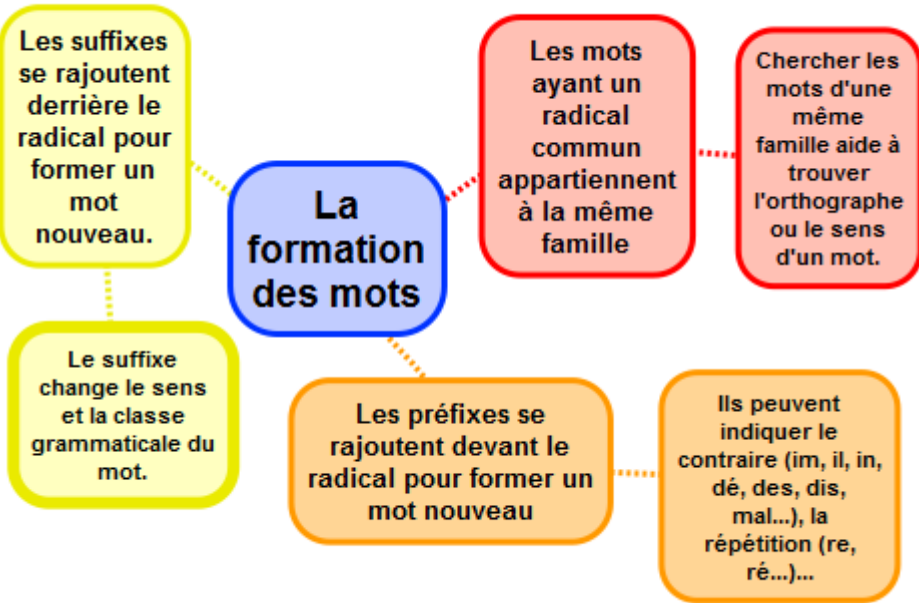 La
formation
des mots
Les suffixes
se rajoutent
derrière le
radical pour
former un
mot
nouveau.
Le suffixe
change le sens
et la classe
grammaticale du
mot.
Les mots
ayant un
radical
commun
appartiennent
à la même
famille
Chercher les
mots d'une
même
famille aide à
trouver
l'orthographe
ou le sens
d'un mot.
Les préfixes se
rajoutent devant le
radical pour former un
mot nouveau
Ils peuvent
indiquer le
contraire (im, il, in,
dé, des, dis,
mal...), la
répétition (re,
ré...)...